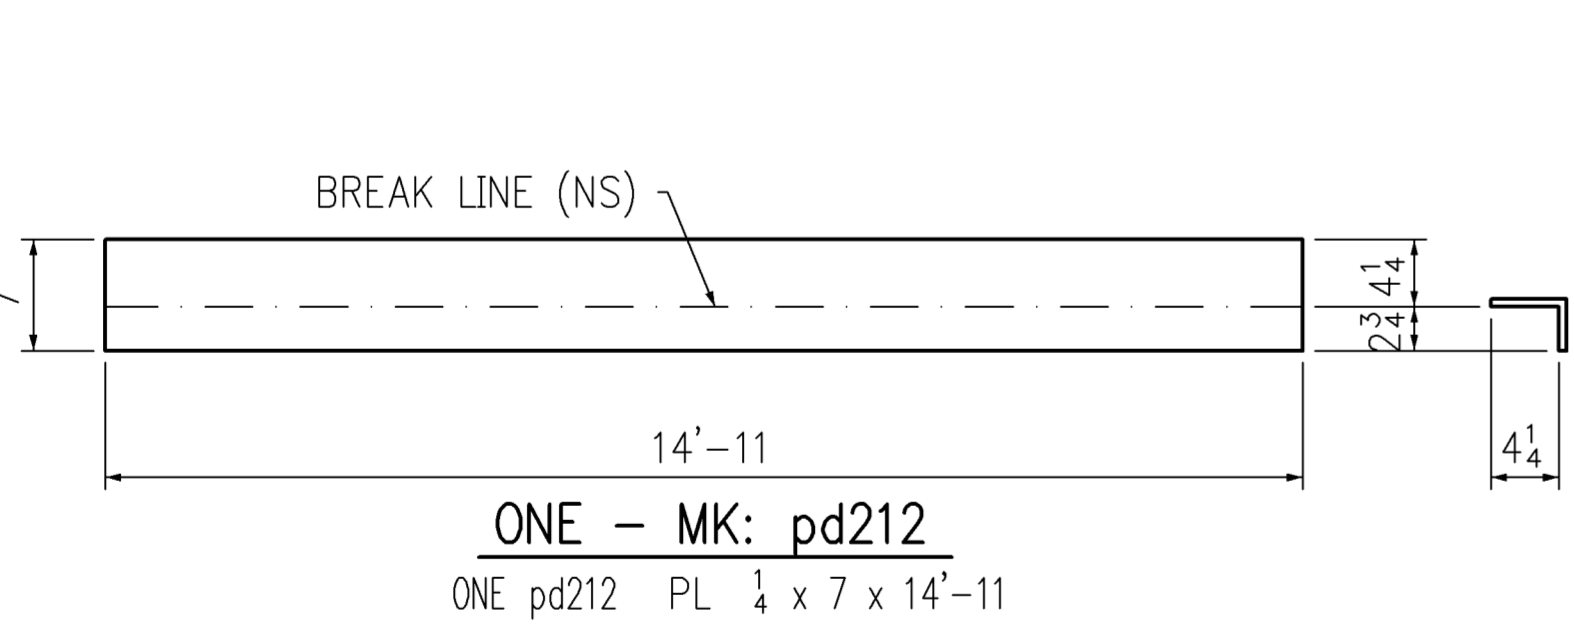 BREAK LINE (NS)
4 1/4
2 3/4
14'-11
4 1/4
ONE - MK: pd212
ONE pd212 PL 1/4 x 7 x 14'-11